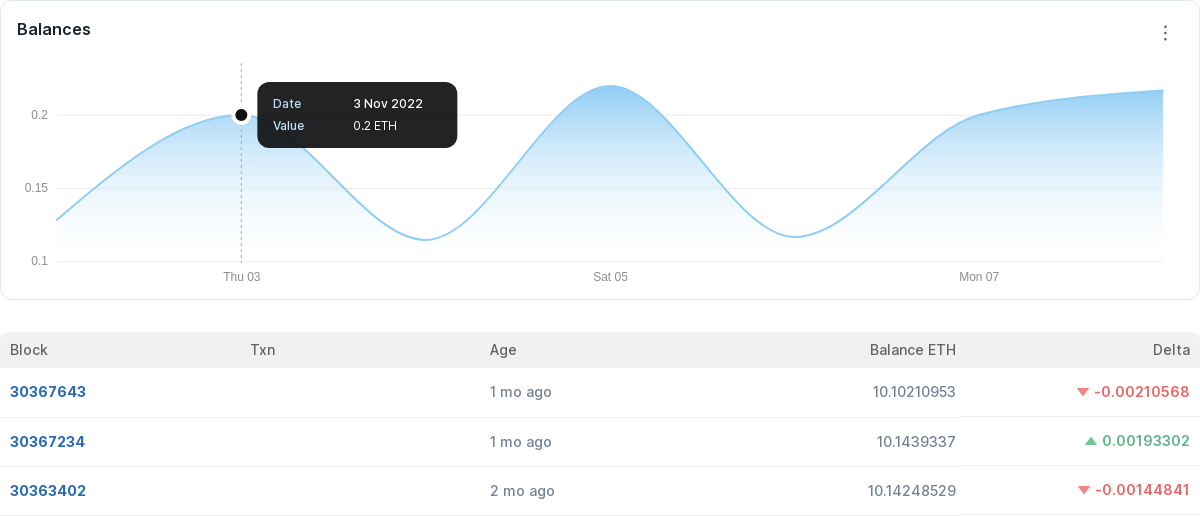 Balances
Date 3 Nov 2022
Value 0.2 ETH
0.2
0.15
0.1
Thu 03 Sat 05 Mon 07
Block Txn Age Balance ETH Delta
30367643 1 mo ago 10.10210953 -0.00210568
30367234 1 mo ago 10.1439337 0.00193302
30363402 2 mo ago 10.14248529 -0.00144841